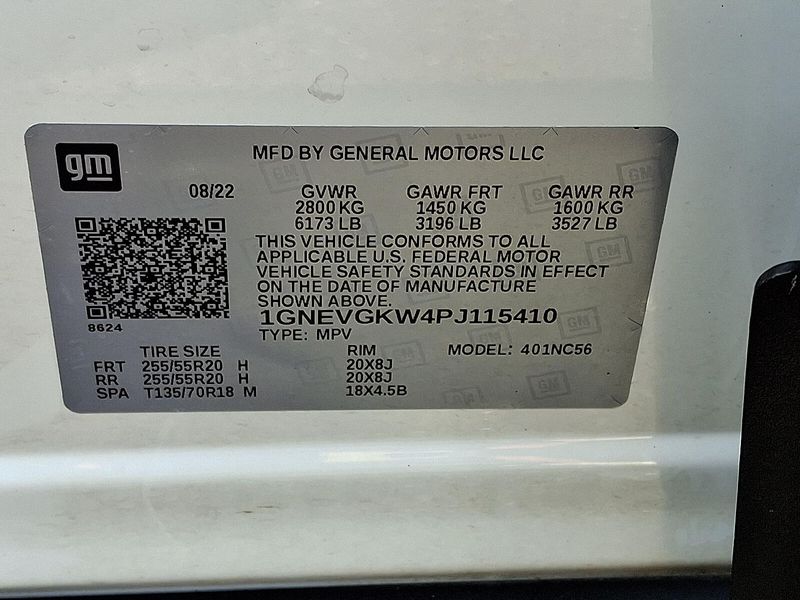 gm
MFD BY GENERAL MOTORS LLC
08/22 GVWR GAWR FRT GAWR RR
2800 KG 1450 KG 1600 KG
6173 LB 3196 LB 3527 LB
THIS VEHICLE CONFORMS TO ALL
APPLICABLE U.S. FEDERAL MOTOR
VEHICLE SAFETY STANDARDS IN EFFECT
ON THE DATE OF MANUFACTURE
SHOWN ABOVE.
8624
1GNEVGKW4PJ115410
TYPE: MPV
TIRE SIZE RIM MODEL: 401NC56
FRT 255/55R20 H 20X8J
RR 255/55R20 H 20X8J
SPA T135/70R18 M 18X4.5B